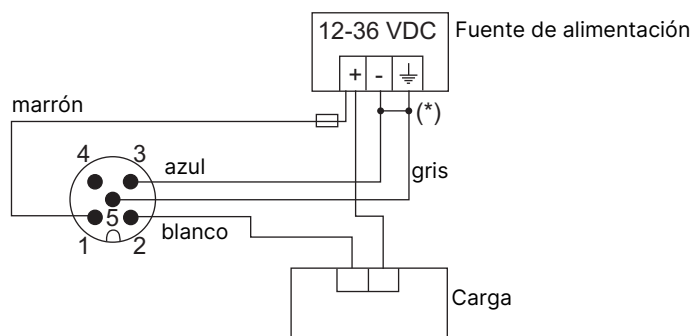 12-36 VDC
Fuente de alimentación
+ -
(*)
marrón
4 3
azul
gris
5
blanco
1 2
Carga